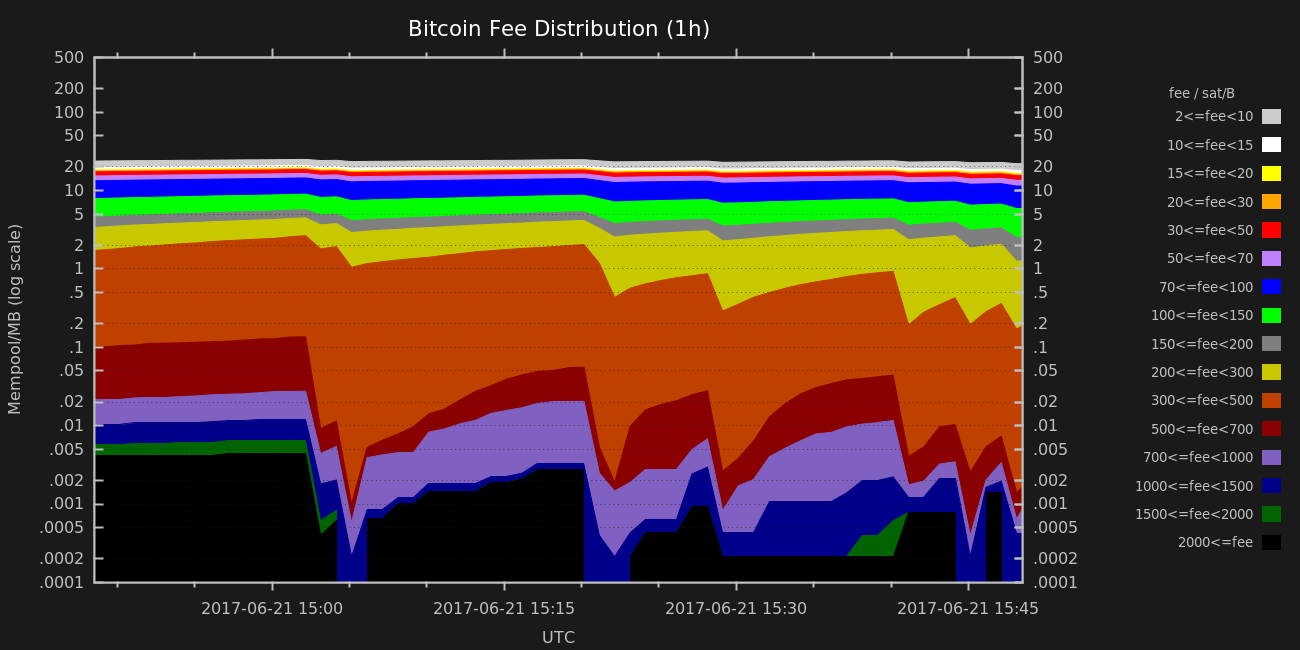 Bitcoin Fee Distribution (1h)
500
200
100
50
20
10
5
2
1
.5
.2
.1
.05
.02
.01
.005
.002
.001
.0005
.0002
.0001
Mempool/MB (log scale)
500
200
100
50
20
10
5
2
1
.5
.2
.1
.05
.02
.01
.005
.002
.001
.0005
.0002
.0001
2017-06-21 15:00
2017-06-21 15:15
2017-06-21 15:30
2017-06-21 15:45
UTC
fee / sat/B
2<=fee<10
10<=fee<15
15<=fee<20
20<=fee<30
30<=fee<50
50<=fee<70
70<=fee<100
100<=fee<150
150<=fee<200
200<=fee<300
300<=fee<500
500<=fee<700
700<=fee<1000
1000<=fee<1500
1500<=fee<2000
2000<=fee